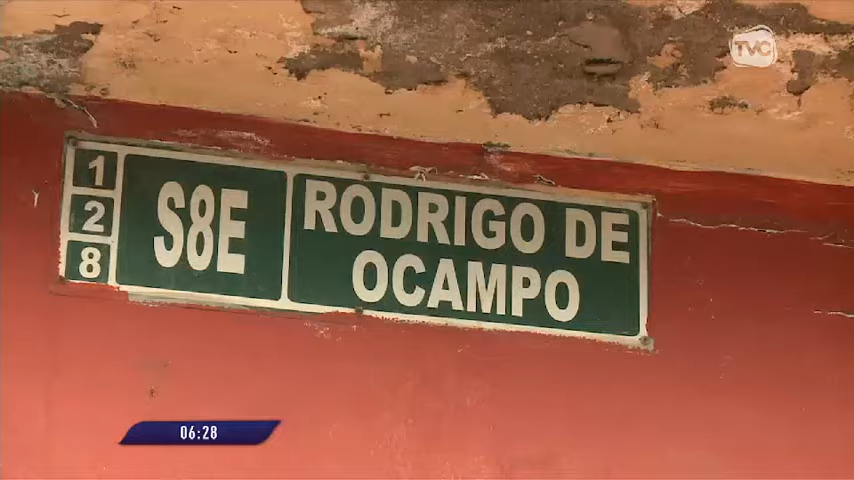 TVC
1
2
8
S8E
RODRIGO DE
OCAMPO
06:28